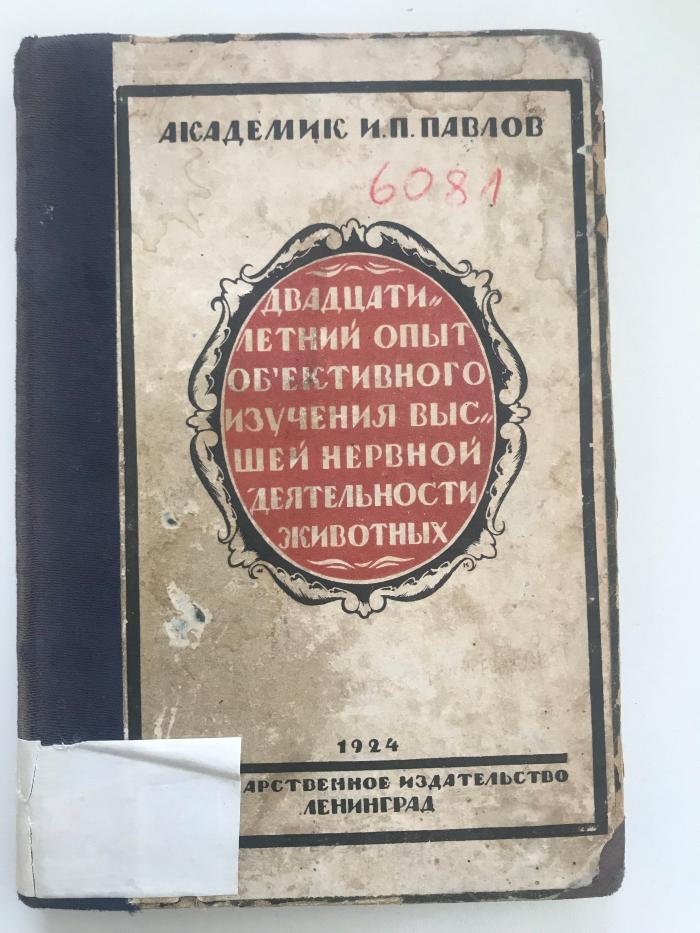 АКАДЕМИК И.П. ПАВЛОВ
6081
ДВАДЦАТИ„
ЛЕТНИЙ ОПЫТ
ОБ'ЕКТИВНОГО
ИЗУЧЕНИЯ ВЫС„
ШЕЙ НЕРВНОЙ
ДЕЯТЕЛЬНОСТИ
ЖИВОТНЫХ
1924
АРСТВЕННОЕ ИЗДАТЕЛЬСТВО
ЛЕНИНГРАД